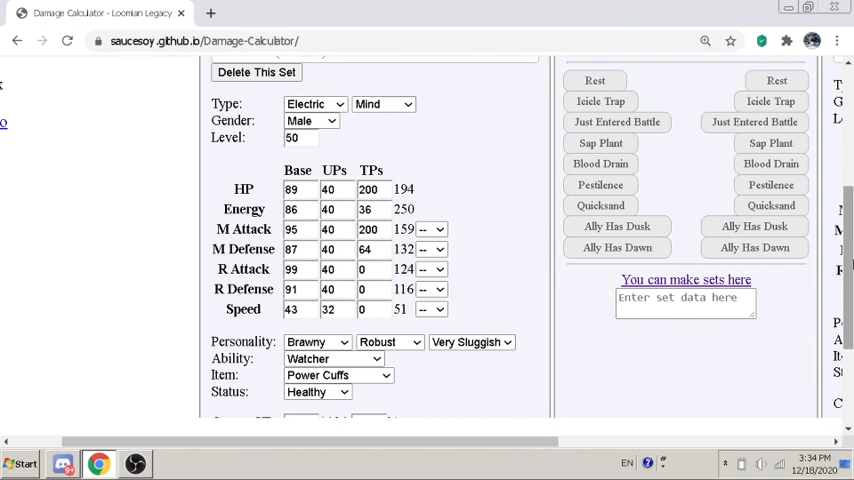 Damage Calculator | Loomian Legacy
saucesoy.github.io/Damage-Calculator/
Delete This Set
Type: Electric Mind
Gender: Male
Level: 50
Base UPs TPs
HP 89 40 200 194
Energy 86 40 36 250
M Attack 95 40 200 159 --
M Defense 87 40 64 132 --
R Attack 99 40 0 124 --
R Defense 91 40 0 116 --
Speed 43 32 0 51 --
Personality: Brawny Robust Very Sluggish
Ability: Watcher
Item: Power Cuffs
Status: Healthy
Rest Rest
Icicle Trap Icicle Trap
Just Entered Battle Just Entered Battle
Sap Plant Sap Plant
Blood Drain Blood Drain
Pestilence Pestilence
Quicksand Quicksand
Ally Has Dusk Ally Has Dusk
Ally Has Dawn Ally Has Dawn
You can make sets here
Enter set data here
Start
9+
EN
3:34 PM
12/18/2020